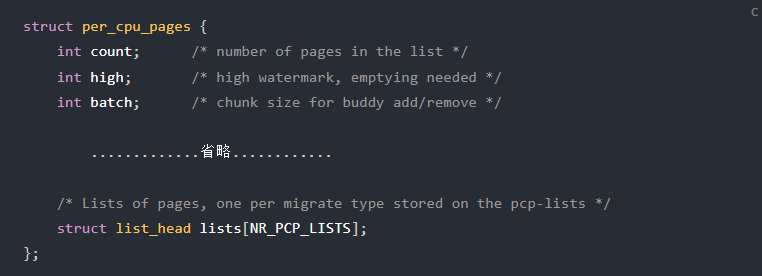 C
struct per_cpu_pages {
    int count;      /* number of pages in the list */
    int high;       /* high watermark, emptying needed */
    int batch;      /* chunk size for buddy add/remove */
        .............省略............
    /* Lists of pages, one per migrate type stored on the pcp-lists */
    struct list_head lists[NR_PCP_LISTS];
};